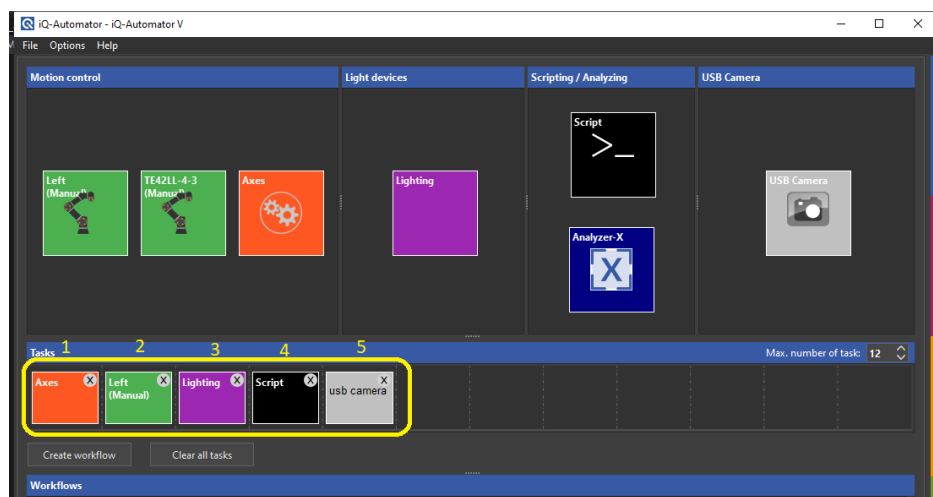 iQ-Automator - iQ-Automator V
File Options Help
Motion control
Light devices
Scripting / Analyzing
USB Camera
Left
(Manual)
TE42LL-4-3
(Manual)
Axes
Lighting
Script
>_
Analyzer-X
X
USB Camera
Tasks
1 2 3 4 5
Max. number of task: 12
Axes X
Left X
(Manual)
Lighting X
Script X
X
usb camera
Create workflow
Clear all tasks
Workflows